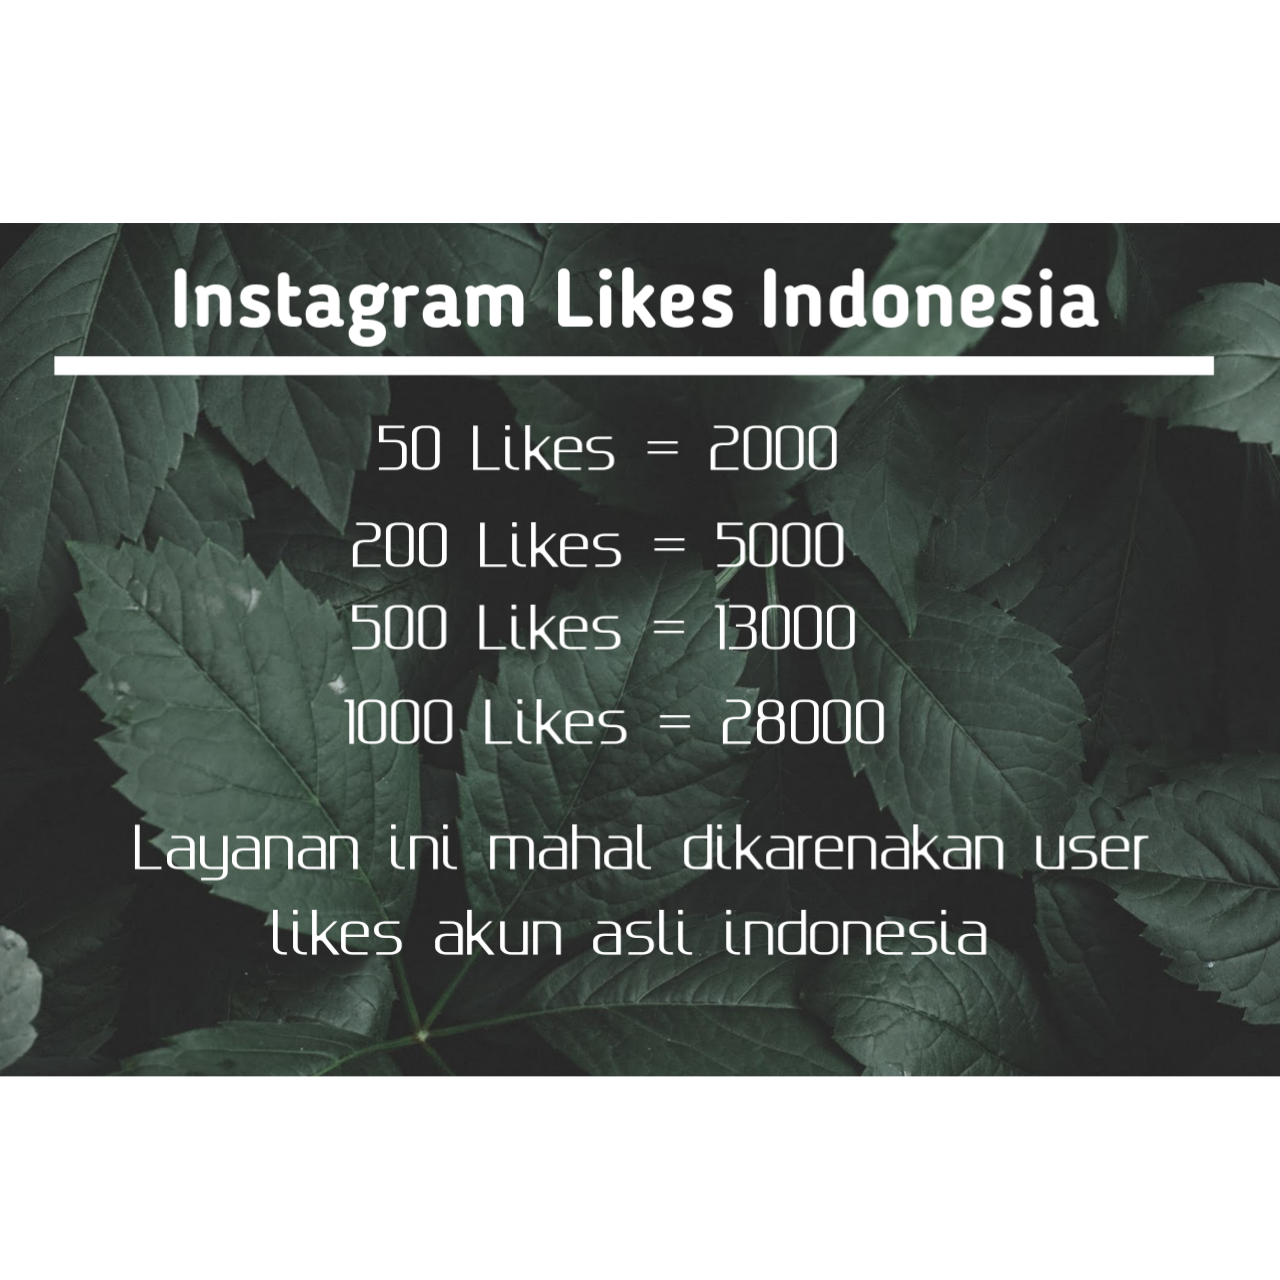 Instagram Likes Indonesia
50 Likes = 2000
200 Likes = 5000
500 Likes = 13000
1000 Likes = 28000
Layanan ini mahal dikarenakan user
likes akun asli indonesia